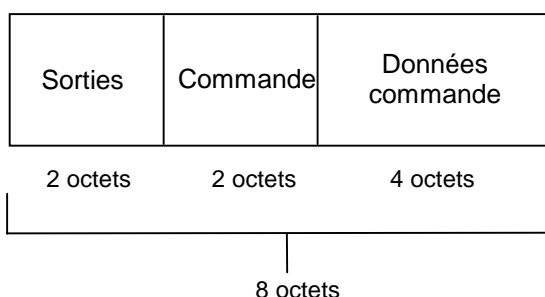 Sorties
Commande
Données
commande
2 octets
2 octets
4 octets
8 octets